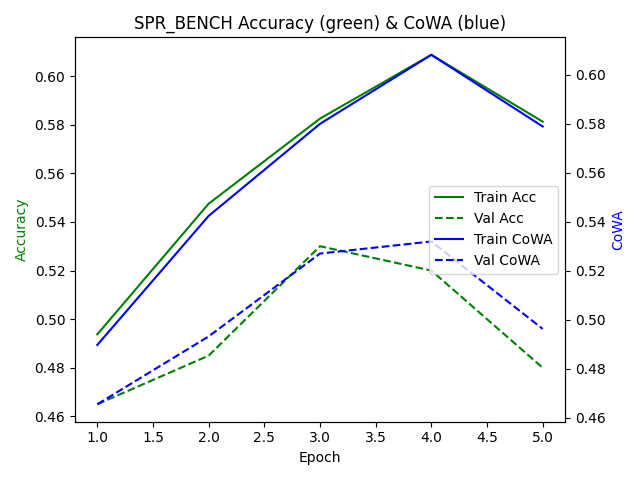 SPR_BENCH Accuracy (green) & CoWA (blue)
Accuracy
0.60
0.58
0.56
0.54
0.52
0.50
0.48
0.46
Train Acc
Val Acc
Train CoWA
Val CoWA
0.60
0.58
0.56
0.54
0.52
0.50
0.48
0.46
CoWA
1.0 1.5 2.0 2.5 3.0 3.5 4.0 4.5 5.0
Epoch